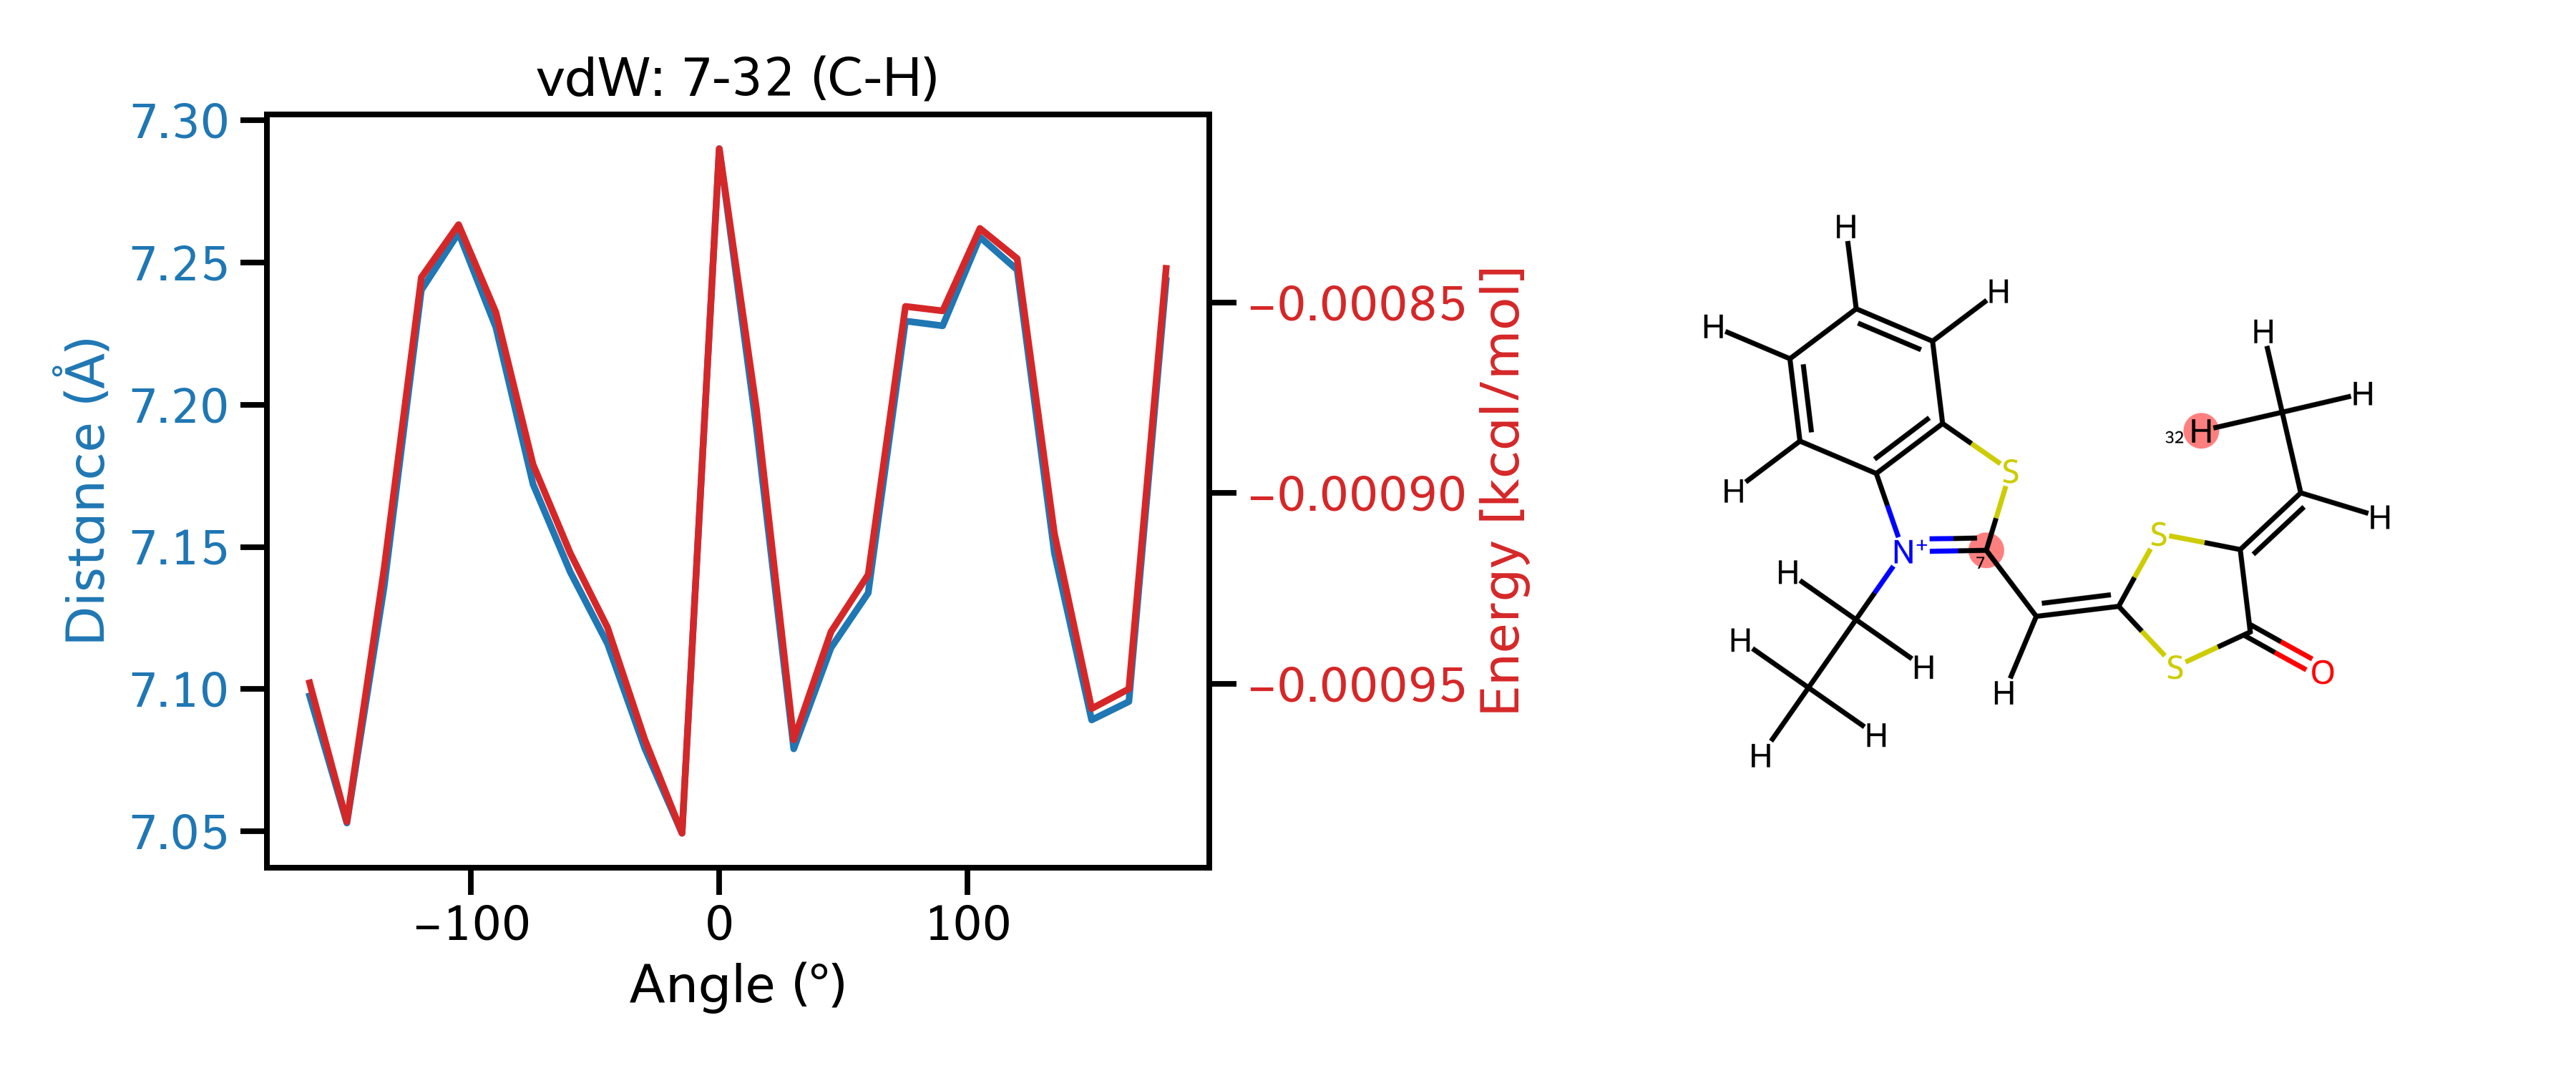 vdW: 7-32 (C-H)
7.30
7.25
7.20
7.15
7.10
7.05
Distance (Å)
−100
0
100
Angle (°)
−0.00085
−0.00090
−0.00095
Energy [kcal/mol]
H
H
H
H
H
H
32 H
H
S
S
N+
7
H
H
H
S
O
H
H
H
H